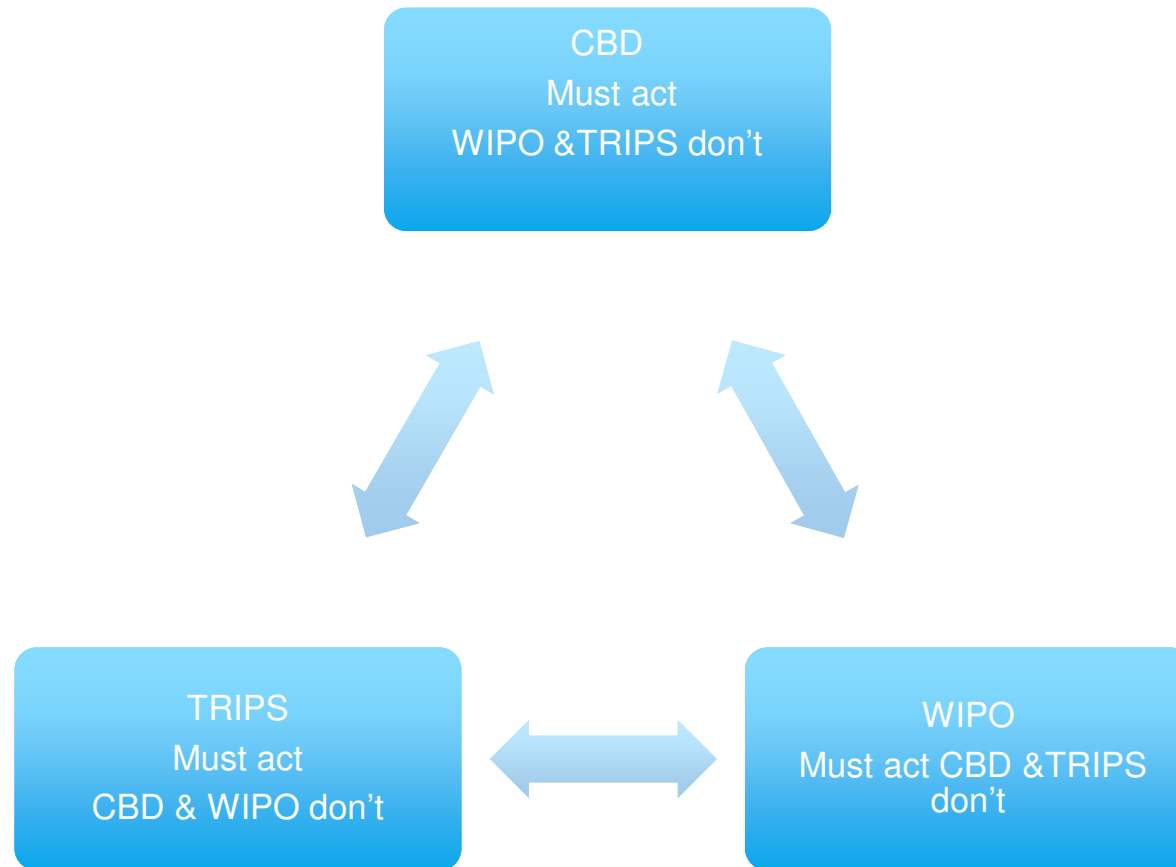 CBD
Must act
WIPO &TRIPS don’t
TRIPS
Must act
CBD & WIPO don’t
WIPO
Must act CBD &TRIPS
don’t